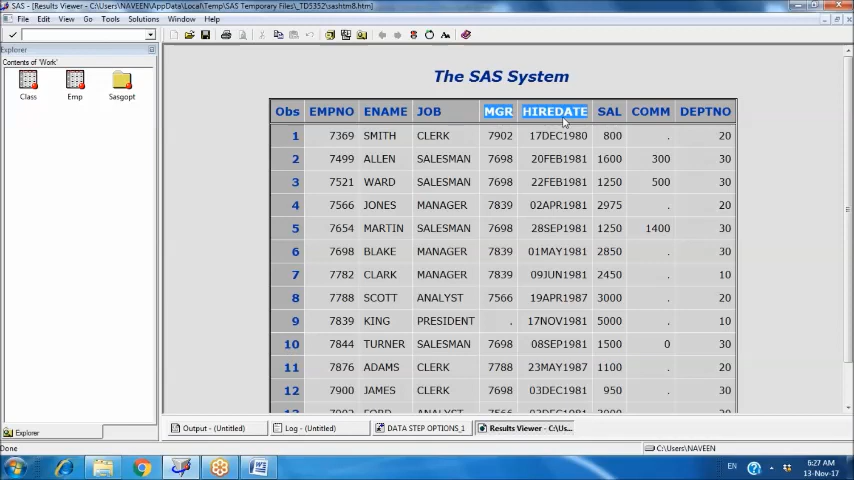 SAS - [Results Viewer - C:\Users\NAVEEN\AppData\Local\Temp\SAS Temporary Files\_TD5352\sashtm8.htm]
File Edit View Go Tools Solutions Window Help
Explorer
Contents of 'Work'
Class Emp Sasgopt
The SAS System
Obs EMPNO ENAME JOB MGR HIREDATE SAL COMM DEPTNO
1 7369 SMITH CLERK 7902 17DEC1980 800 . 20
2 7499 ALLEN SALESMAN 7698 20FEB1981 1600 300 30
3 7521 WARD SALESMAN 7698 22FEB1981 1250 500 30
4 7566 JONES MANAGER 7839 02APR1981 2975 . 20
5 7654 MARTIN SALESMAN 7698 28SEP1981 1250 1400 30
6 7698 BLAKE MANAGER 7839 01MAY1981 2850 . 30
7 7782 CLARK MANAGER 7839 09JUN1981 2450 . 10
8 7788 SCOTT ANALYST 7566 19APR1987 3000 . 20
9 7839 KING PRESIDENT . 17NOV1981 5000 . 10
10 7844 TURNER SALESMAN 7698 08SEP1981 1500 0 30
11 7876 ADAMS CLERK 7788 23MAY1987 1100 . 20
12 7900 JAMES CLERK 7698 03DEC1981 950 . 30
Explorer
Output - (Untitled) Log - (Untitled) DATA STEP OPTIONS_1 Results Viewer - C:\Us...
Done C:\Users\NAVEEN
EN 6:27 AM
13-Nov-17